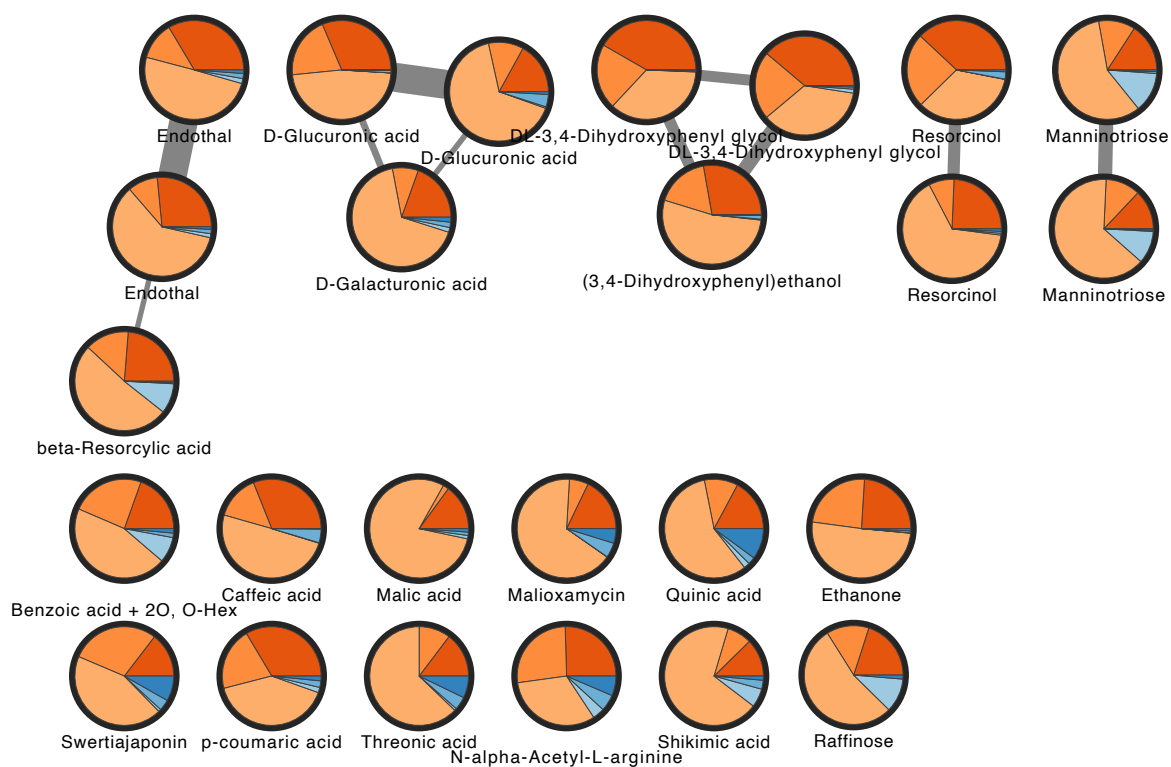 Endothal
D-Glucuronic acid
D-Glucuronic acid
DL-3,4-Dihydroxyphenyl glycol
DL-3,4-Dihydroxyphenyl glycol
Resorcinol
Manninotriose
Endothal
D-Galacturonic acid
(3,4-Dihydroxyphenyl)ethanol
Resorcinol
Manninotriose
beta-Resorcylic acid
Benzoic acid + 2O, O-Hex
Caffeic acid
Malic acid
Malioxamycin
Quinic acid
Ethanone
Swertiajaponin
p-coumaric acid
Threonic acid
N-alpha-Acetyl-L-arginine
Shikimic acid
Raffinose